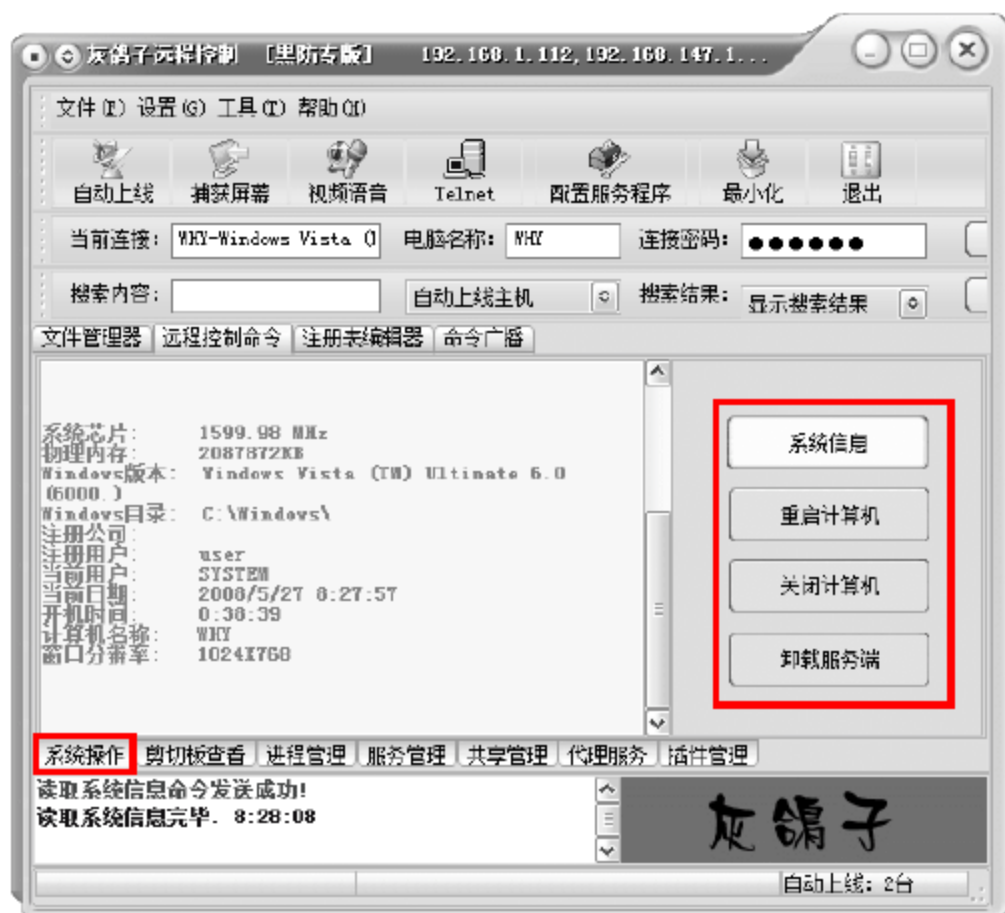 灰鸽子远程控制 [黑防专版] 192.168.1.112,192.168.147.1...
文件(F) 设置(G) 工具(T) 帮助(H)
自动上线 捕获屏幕 视频语音 Telnet 配置服务程序 最小化 退出
当前连接: WHY-Windows Vista ( 电脑名称: WHY 连接密码: ●●●●●●
搜索内容: 自动上线主机 搜索结果: 显示搜索结果
文件管理器 远程控制命令 注册表编辑器 命令广播
系统芯片: 1599.98 MHz
物理内存: 2087872KB
Windows版本: Windows Vista (TM) Ultimate 6.0
(6000.)
Windows目录: C:\Windows\
注册公司:
注册用户: user
当前用户: SYSTEM
当前日期: 2008/5/27 8:27:57
开机时间: 0:38:39
计算机名称: WHY
窗口分辨率: 1024X768
系统信息
重启计算机
关闭计算机
卸载服务端
系统操作 剪切板查看 进程管理 服务管理 共享管理 代理服务 插件管理
读取系统信息命令发送成功!
读取系统信息完毕. 8:28:08
灰鸽子
自动上线: 2台